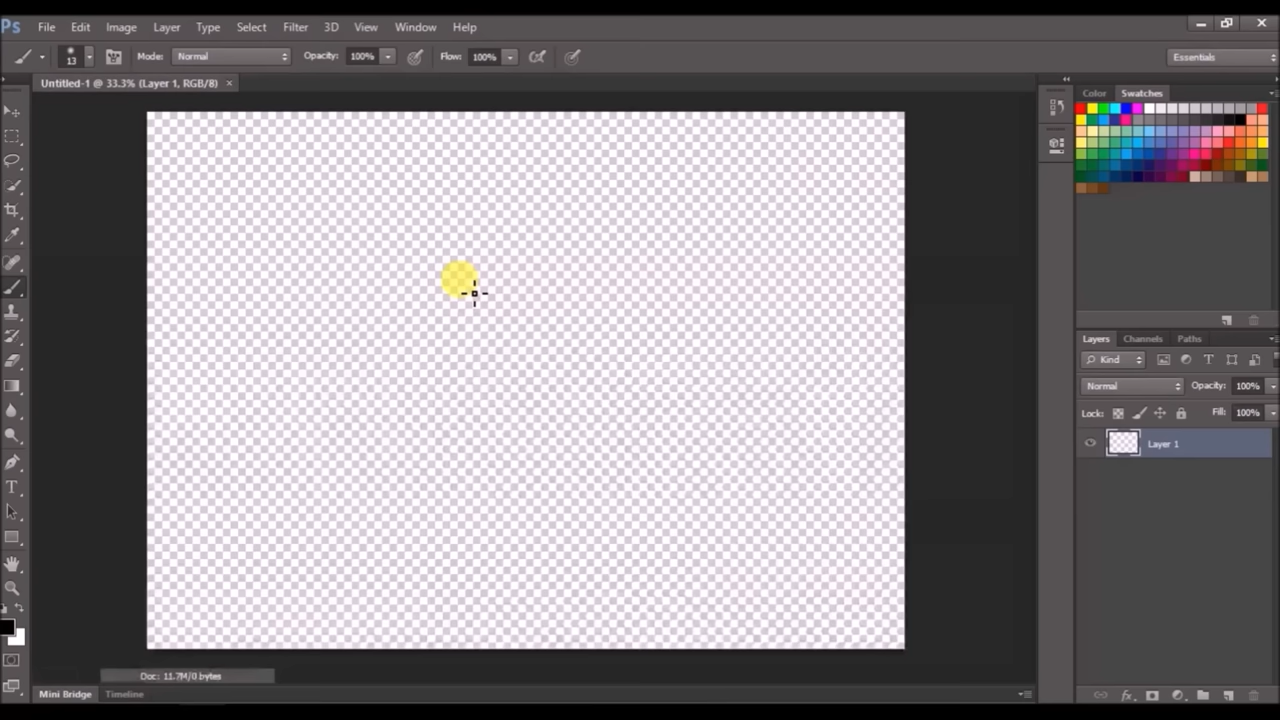 Ps File Edit Image Layer Type Select Filter 3D View Window Help
13 Mode: Normal Opacity: 100% Flow: 100% Essentials
Untitled-1 @ 33.3% (Layer 1, RGB/8) ×
Color Swatches
Layers Channels Paths
Kind
Normal Opacity: 100%
Lock: Fill: 100%
Layer 1
Doc: 11.7M/0 bytes
Mini Bridge Timeline